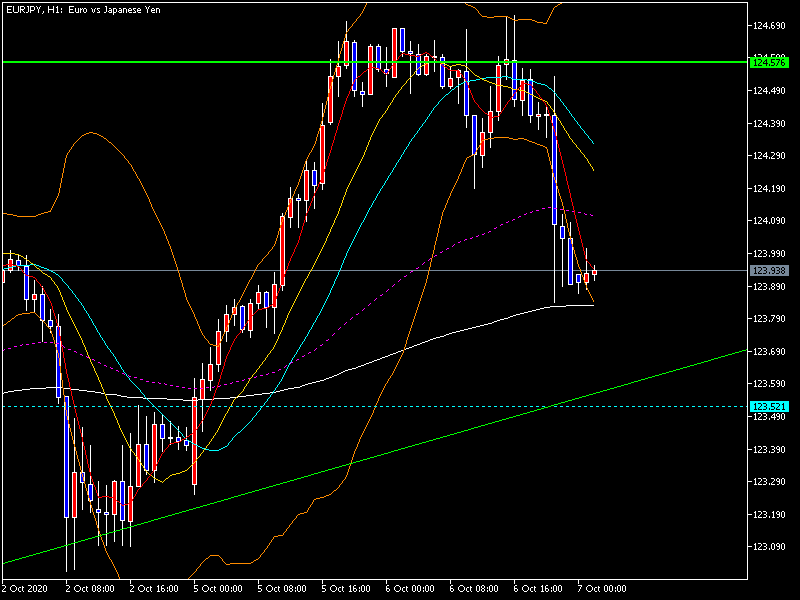 EURJPY, H1: Euro vs Japanese Yen
124.690
124.576
124.490
124.390
124.290
124.190
124.090
123.990
123.938
123.890
123.790
123.690
123.590
123.521
123.490
123.390
123.290
123.190
123.090
2 Oct 2020
2 Oct 08:00
2 Oct 16:00
5 Oct 00:00
5 Oct 08:00
5 Oct 16:00
6 Oct 00:00
6 Oct 08:00
6 Oct 16:00
7 Oct 00:00